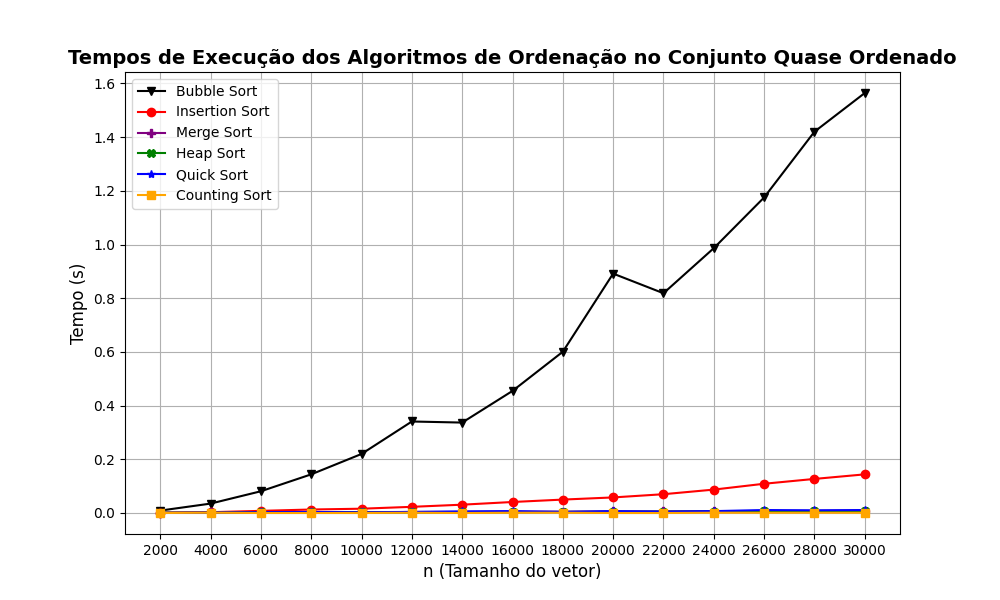 Tempos de Execução dos Algoritmos de Ordenação no Conjunto Quase Ordenado
Bubble Sort
Insertion Sort
Merge Sort
Heap Sort
Quick Sort
Counting Sort
Tempo (s)
1.6
1.4
1.2
1.0
0.8
0.6
0.4
0.2
0.0
2000 4000 6000 8000 10000 12000 14000 16000 18000 20000 22000 24000 26000 28000 30000
n (Tamanho do vetor)